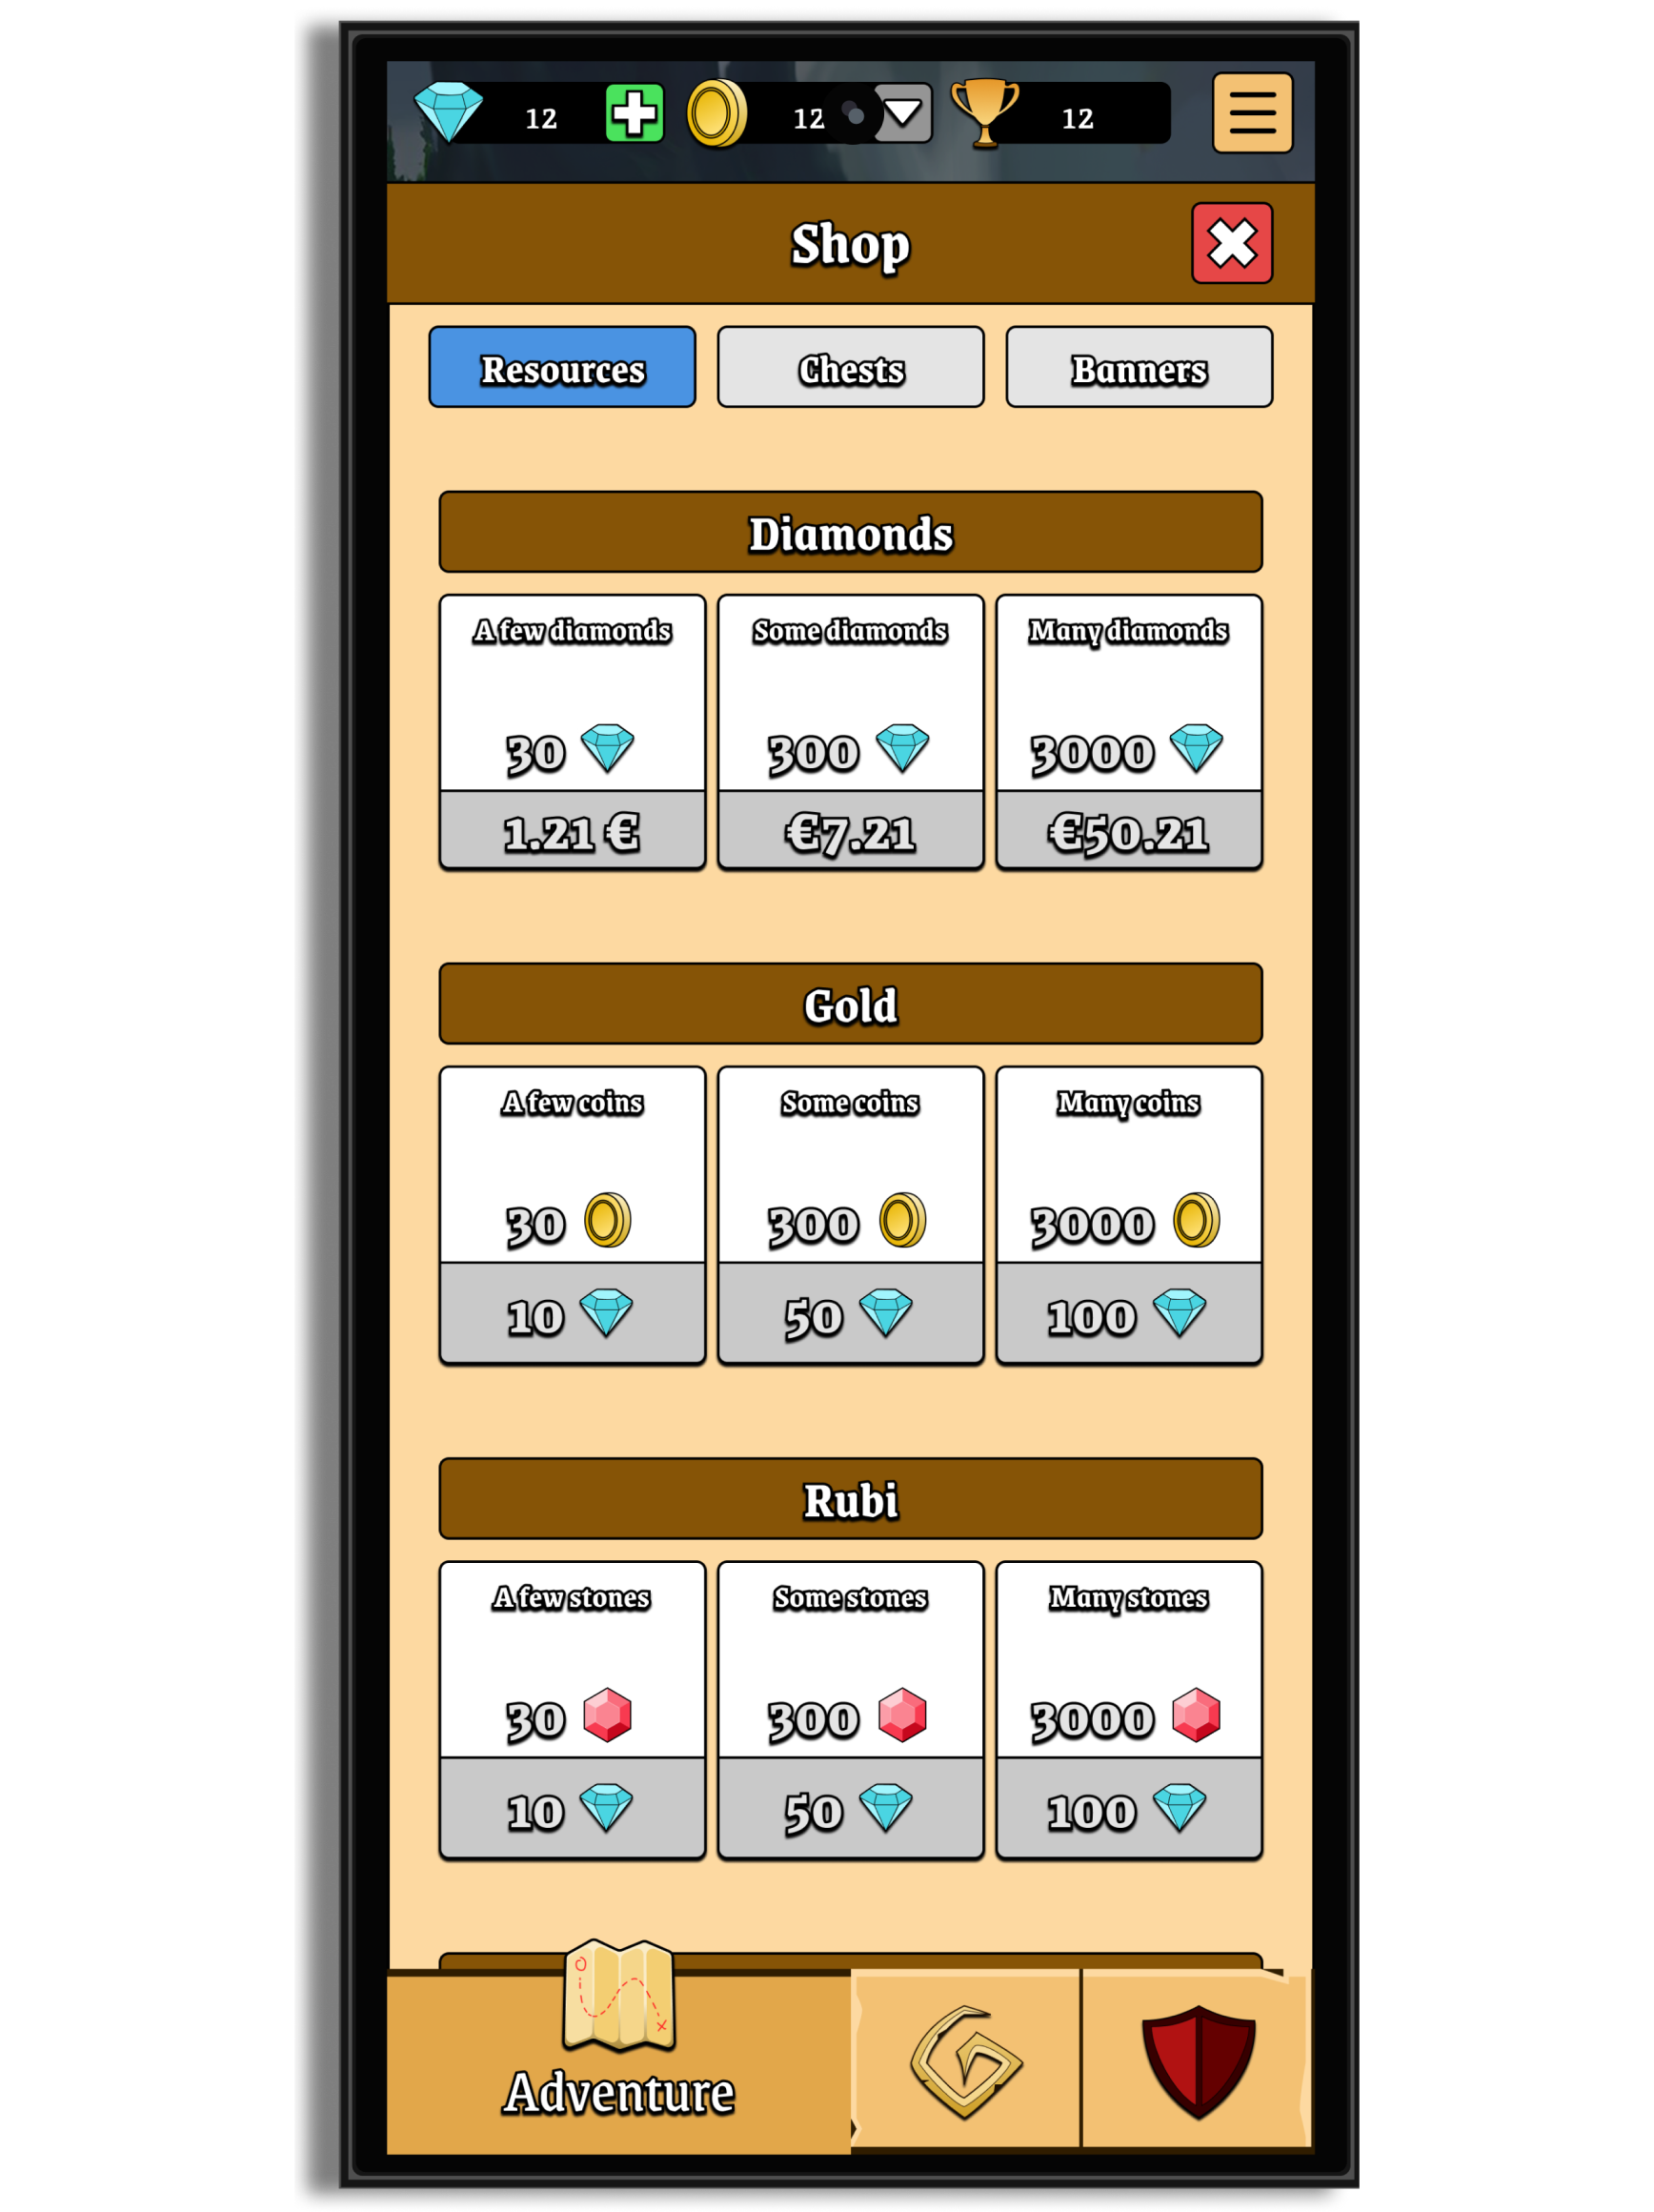 12 12 12
Shop
Resources Chests Banners
Diamonds
A few diamonds Some diamonds Many diamonds
30 300 3000
1.21 € €7.21 €50.21
Gold
A few coins Some coins Many coins
30 300 3000
10 50 100
Rubi
A few stones Some stones Many stones
30 300 3000
10 50 100
Adventure